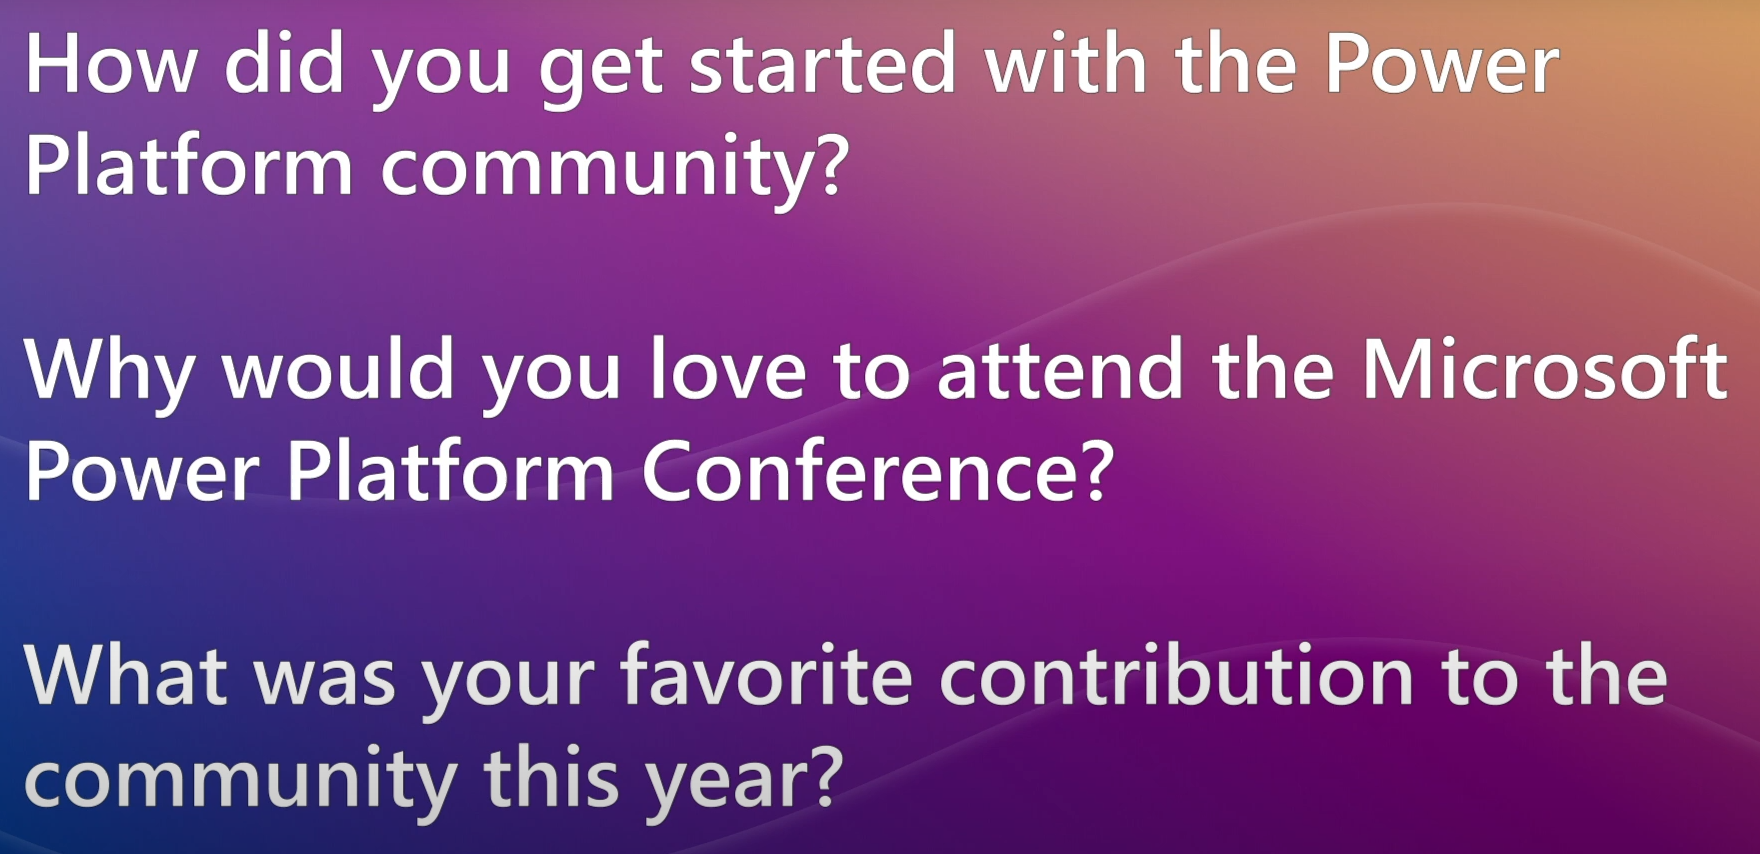 How did you get started with the Power
Platform community?
Why would you love to attend the Microsoft
Power Platform Conference?
What was your favorite contribution to the
community this year?